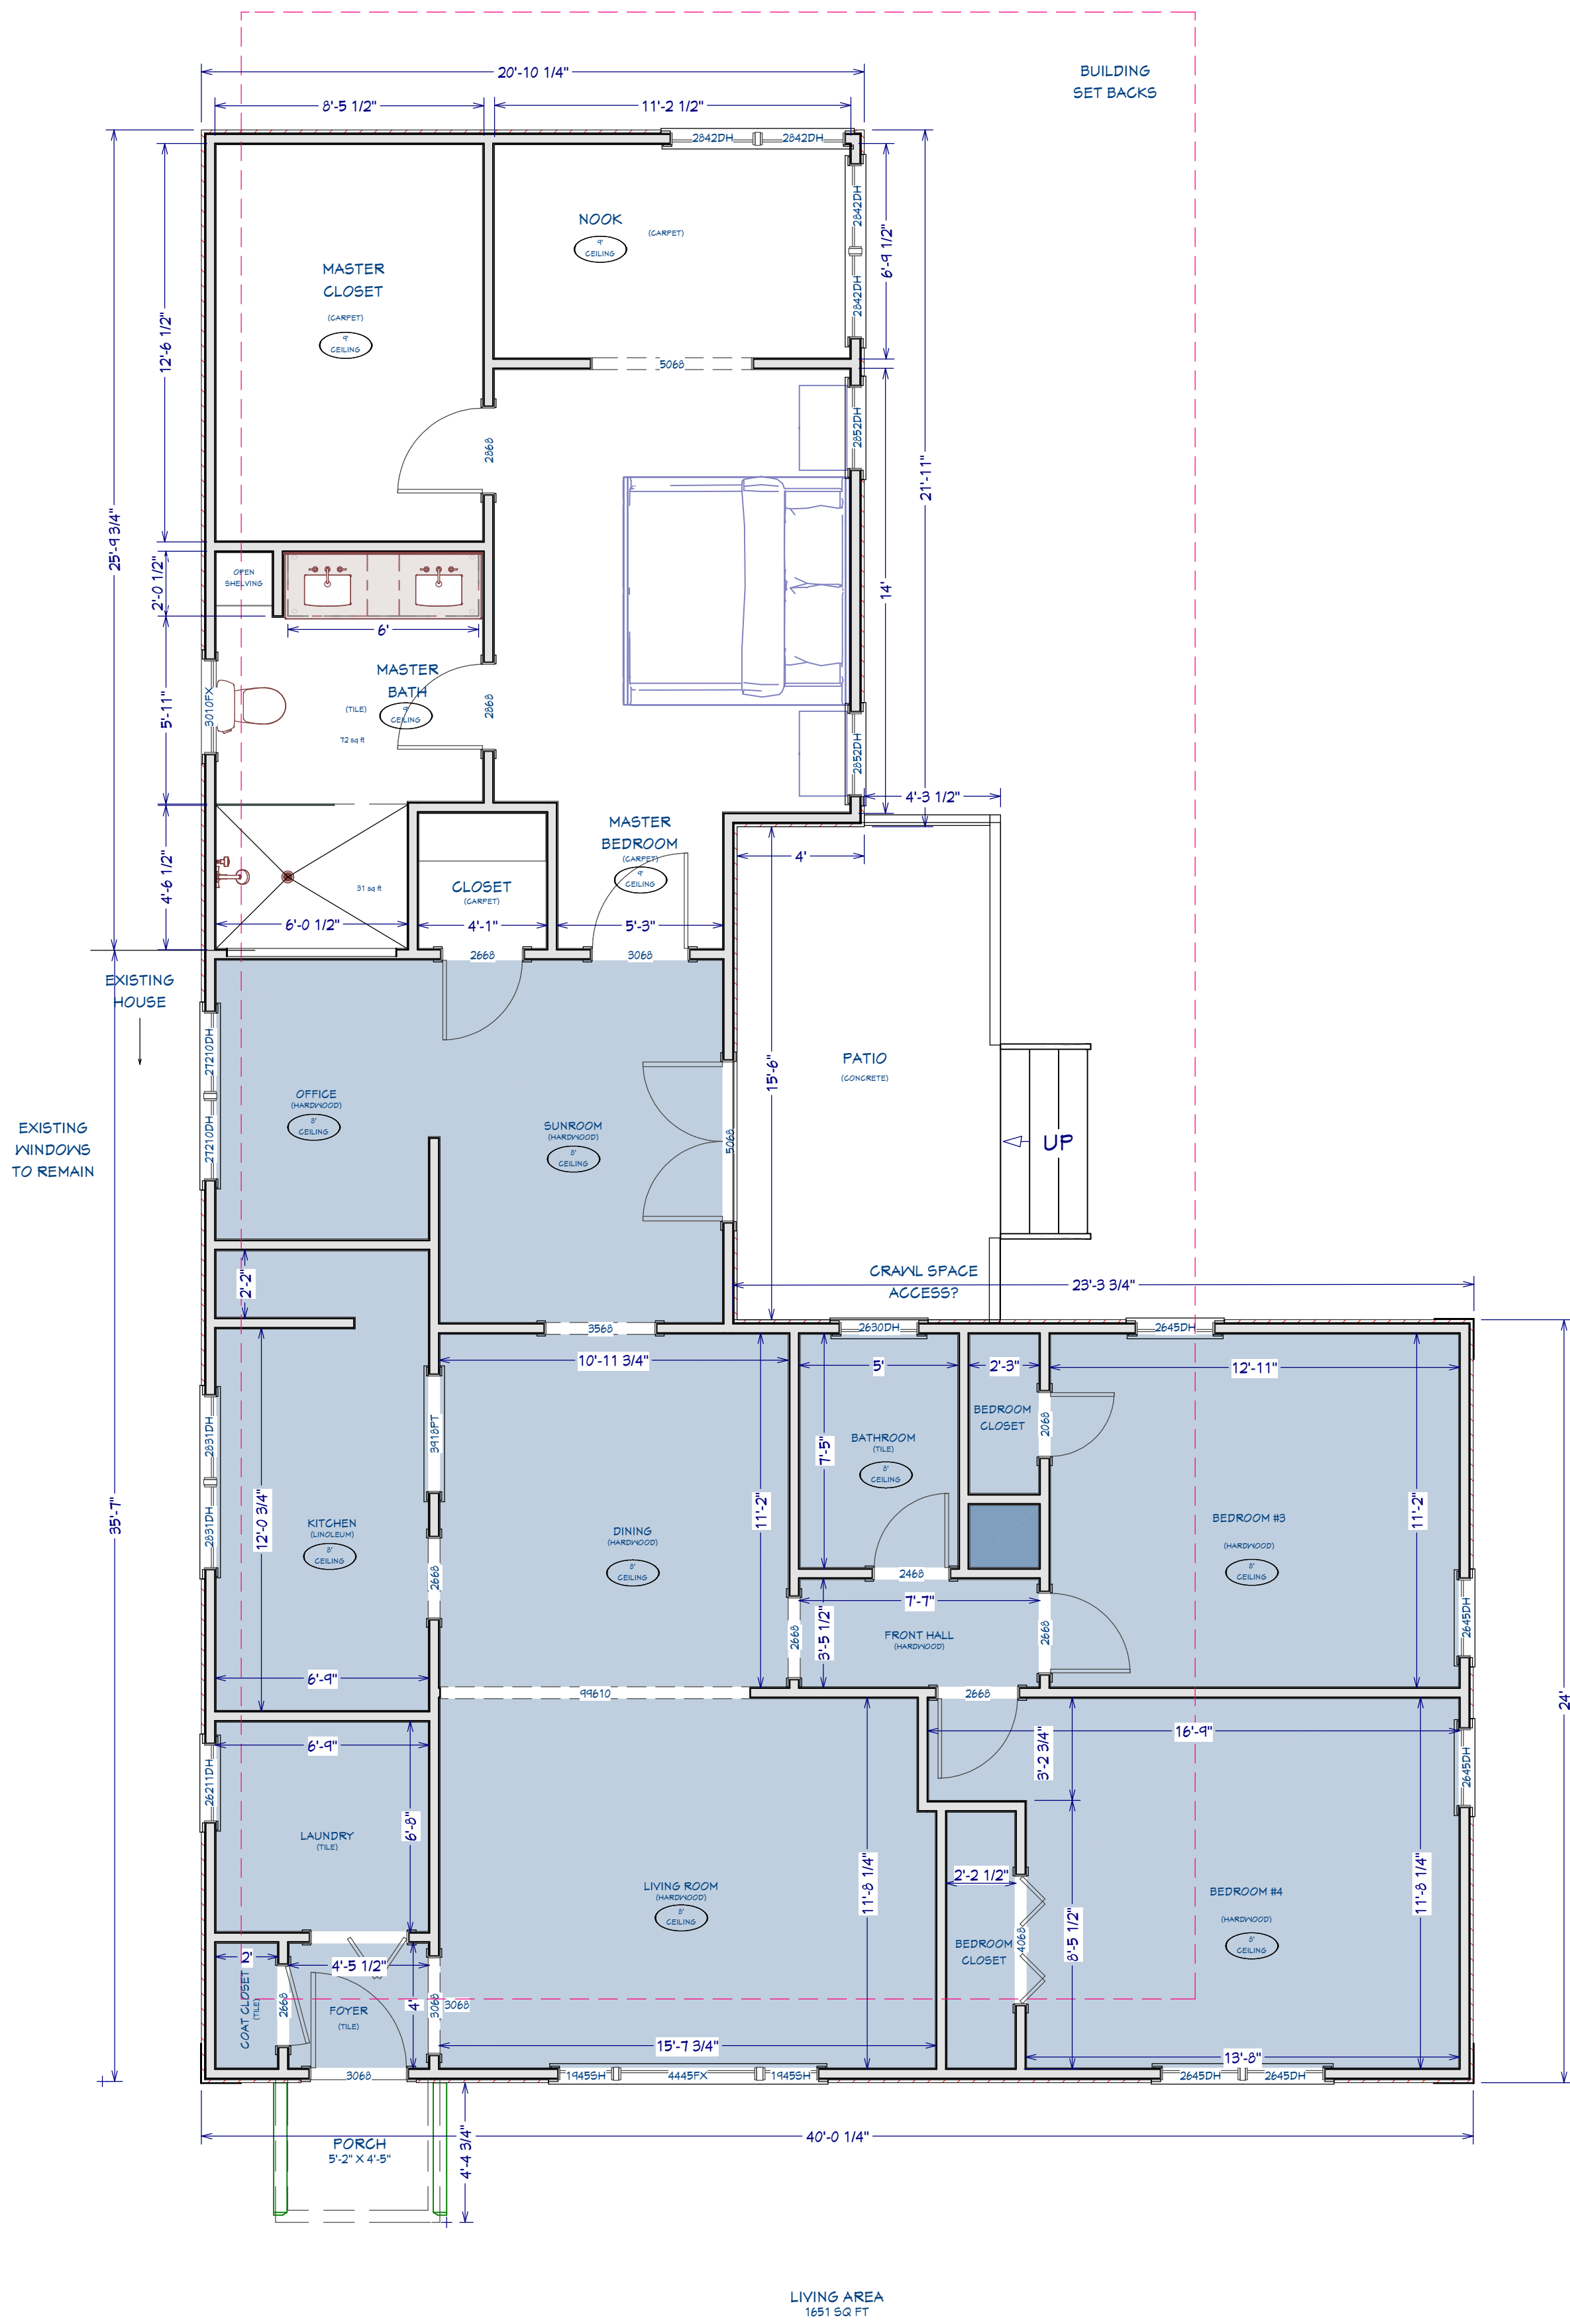 BUILDING
SET BACKS
20'-10 1/4"
8'-5 1/2"
11'-2 1/2"
2842DH
2842DH
2842DH
2842DH
NOOK
(CARPET)
9'
CEILING
6'-9 1/2"
MASTER
CLOSET
(CARPET)
9'
CEILING
12'-6 1/2"
25'-9 3/4"
5068
2868
2852DH
21'-11"
14'
OPEN
SHELVING
2'-0 1/2"
6'
MASTER
BATH
(TILE)
9'
CEILING
72 sq ft
3010FX
5'-11"
2868
2852DH
4'-3 1/2"
4'
MASTER
BEDROOM
(CARPET)
9'
CEILING
CLOSET
(CARPET)
31 sq ft
4'-6 1/2"
6'-0 1/2"
4'-1"
5'-3"
2668
3068
EXISTING
HOUSE
27210DH
27210DH
EXISTING
WINDOWS
TO REMAIN
OFFICE
(HARDWOOD)
8'
CEILING
SUNROOM
(HARDWOOD)
8'
CEILING
5068
15'-6"
PATIO
(CONCRETE)
UP
CRAWL SPACE
ACCESS?
23'-3 3/4"
2'-2"
3568
2630DH
2645DH
10'-11 3/4"
5'
2'-3"
12'-11"
BEDROOM
CLOSET
2068
BATHROOM
(TILE)
8'
CEILING
7'-5"
2831DH
2831DH
3918PT
12'-0 3/4"
35'-7"
KITCHEN
(LINOLEUM)
8'
CEILING
DINING
(HARDWOOD)
8'
CEILING
11'-2"
BEDROOM #3
(HARDWOOD)
8'
CEILING
11'-2"
2668
2468
7'-7"
FRONT HALL
(HARDWOOD)
3'-5 1/2"
2668
2668
2645DH
6'-9"
99610
2668
24'
16'-9"
3'-2 3/4"
6'-9"
26211DH
2645DH
LAUNDRY
(TILE)
6'-8"
LIVING ROOM
(HARDWOOD)
8'
CEILING
11'-8 1/4"
2'-2 1/2"
BEDROOM
CLOSET
4068
8'-5 1/2"
BEDROOM #4
(HARDWOOD)
8'
CEILING
11'-8 1/4"
2'
4'-5 1/2"
COAT CLOSET
(TILE)
2668
FOYER
(TILE)
4'
3068
3068
15'-7 3/4"
13'-8"
3068
1945SH
4445FX
1945SH
2645DH
2645DH
40'-0 1/4"
PORCH
5'-2" X 4'-5"
4'-4 3/4"
LIVING AREA
1651 SQ FT